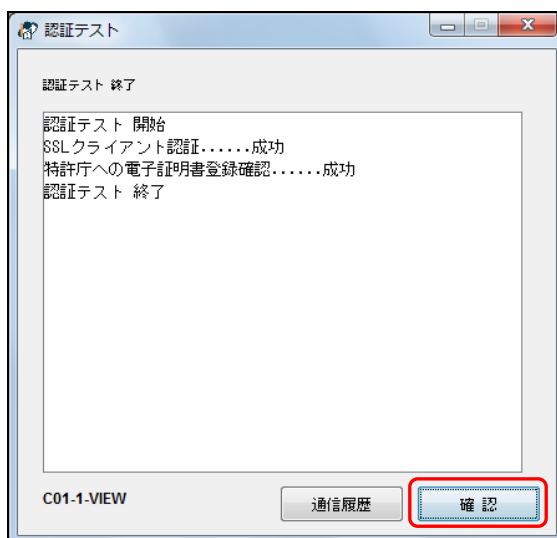 認証テスト
認証テスト 終了
認証テスト 開始
SSLクライアント認証......成功
特許庁への電子証明書登録確認......成功
認証テスト 終了
C01-1-VIEW
通信履歴
確 認